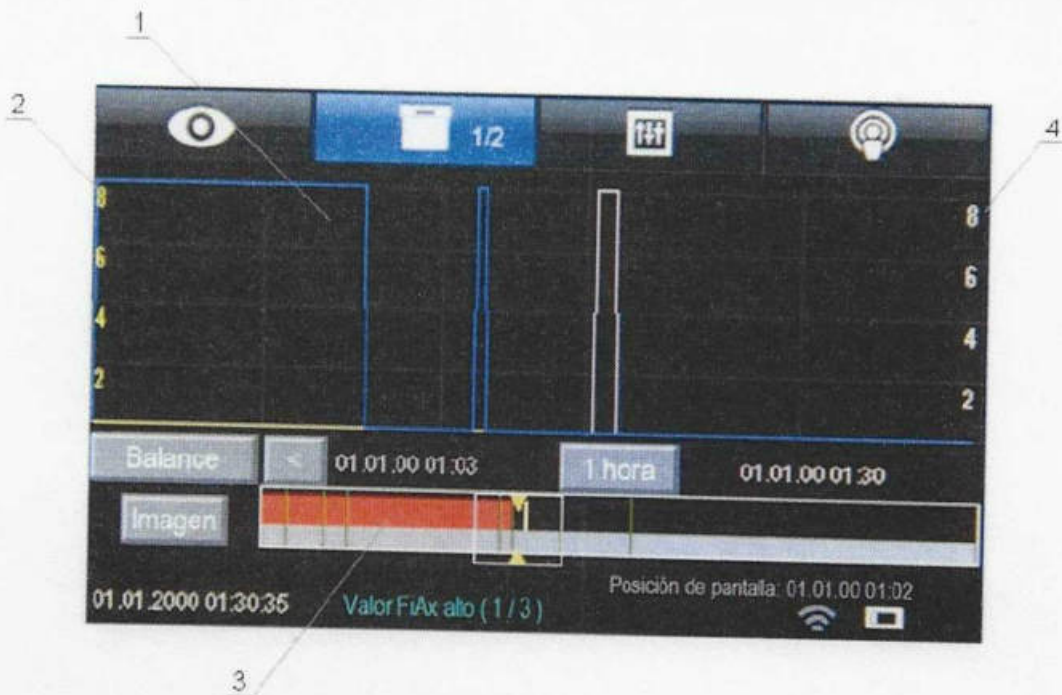 1
2
4
1/2
8 8
6 6
4 4
2 2
Balance < 01.01.00 01:03 1 hora 01.01.00 01:30
Imagen
Posición de pantalla: 01.01.00 01:02
01.01.2000 01:30:35 Valor FiAx alto ( 1 / 3 )
3